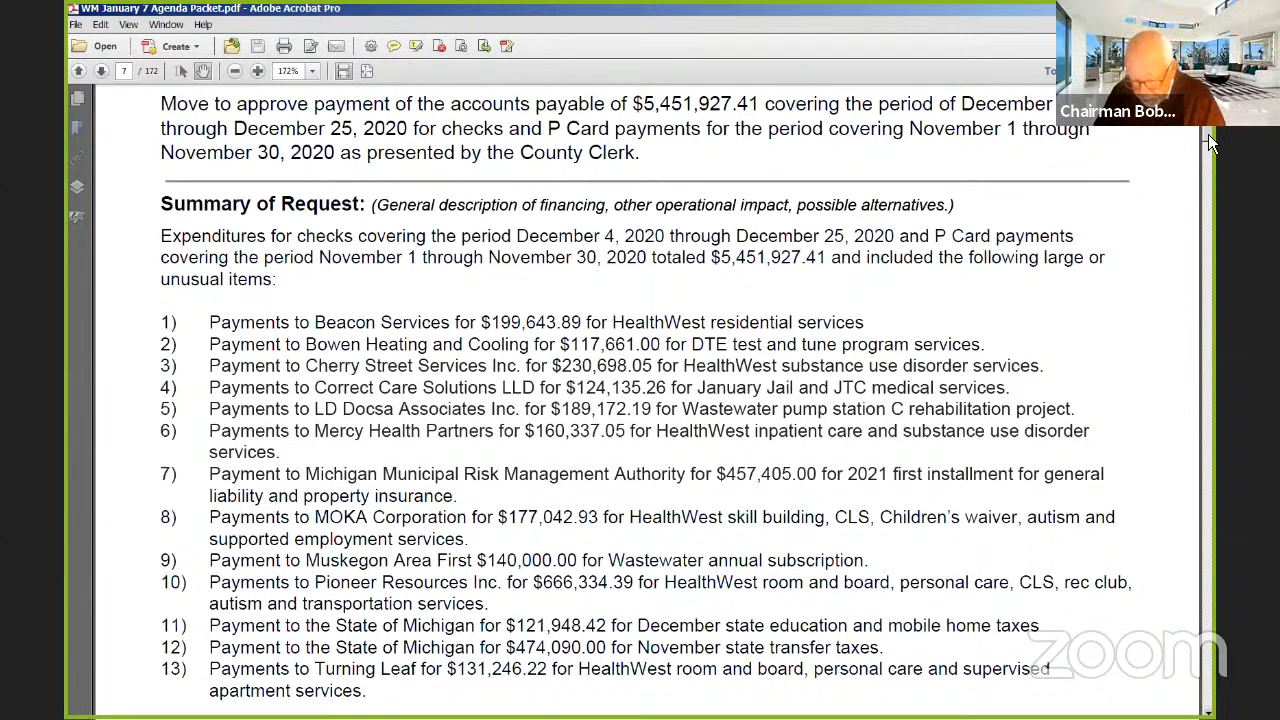 WM January 7 Agenda Packet.pdf - Adobe Acrobat Pro
File Edit View Window Help
Open Create
7 / 172 172%
Chairman Bob...
Move to approve payment of the accounts payable of $5,451,927.41 covering the period of December
through December 25, 2020 for checks and P Card payments for the period covering November 1 through
November 30, 2020 as presented by the County Clerk.
Summary of Request: (General description of financing, other operational impact, possible alternatives.)
Expenditures for checks covering the period December 4, 2020 through December 25, 2020 and P Card payments
covering the period November 1 through November 30, 2020 totaled $5,451,927.41 and included the following large or
unusual items:
1) Payments to Beacon Services for $199,643.89 for HealthWest residential services
2) Payment to Bowen Heating and Cooling for $117,661.00 for DTE test and tune program services.
3) Payment to Cherry Street Services Inc. for $230,698.05 for HealthWest substance use disorder services.
4) Payments to Correct Care Solutions LLD for $124,135.26 for January Jail and JTC medical services.
5) Payments to LD Docsa Associates Inc. for $189,172.19 for Wastewater pump station C rehabilitation project.
6) Payments to Mercy Health Partners for $160,337.05 for HealthWest inpatient care and substance use disorder
services.
7) Payment to Michigan Municipal Risk Management Authority for $457,405.00 for 2021 first installment for general
liability and property insurance.
8) Payments to MOKA Corporation for $177,042.93 for HealthWest skill building, CLS, Children's waiver, autism and
supported employment services.
9) Payment to Muskegon Area First $140,000.00 for Wastewater annual subscription.
10) Payments to Pioneer Resources Inc. for $666,334.39 for HealthWest room and board, personal care, CLS, rec club,
autism and transportation services.
11) Payment to the State of Michigan for $121,948.42 for December state education and mobile home taxes
12) Payment to the State of Michigan for $474,090.00 for November state transfer taxes.
13) Payments to Turning Leaf for $131,246.22 for HealthWest room and board, personal care and supervised
apartment services.
zoom